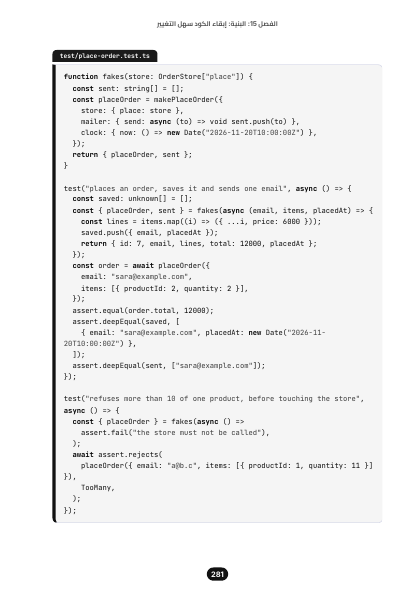 الفصل 15: البنية: إبقاء الكود سهل التغيير
test/place-order.test.ts
function fakes(store: OrderStore["place"]) {
  const sent: string[] = [];
  const placeOrder = makePlaceOrder({
    store: { place: store },
    mailer: { send: async (to) => void sent.push(to) },
    clock: { now: () => new Date("2026-11-20T10:00:00Z") },
  });
  return { placeOrder, sent };
}
test("places an order, saves it and sends one email", async () => {
  const saved: unknown[] = [];
  const { placeOrder, sent } = fakes(async (email, items, placedAt) => {
    const lines = items.map((i) => ({ ...i, price: 6000 }));
    saved.push({ email, placedAt });
    return { id: 7, email, lines, total: 12000, placedAt };
  });
  const order = await placeOrder({
    email: "sara@example.com",
    items: [{ productId: 2, quantity: 2 }],
  });
  assert.equal(order.total, 12000);
  assert.deepEqual(saved, [
    { email: "sara@example.com", placedAt: new Date("2026-11-
20T10:00:00Z") },
  ]);
  assert.deepEqual(sent, ["sara@example.com"]);
});
test("refuses more than 10 of one product, before touching the store",
async () => {
  const { placeOrder } = fakes(async () =>
    assert.fail("the store must not be called"),
  );
  await assert.rejects(
    placeOrder({ email: "a@b.c", items: [{ productId: 1, quantity: 11 }]
}),
    TooMany,
  );
});
281